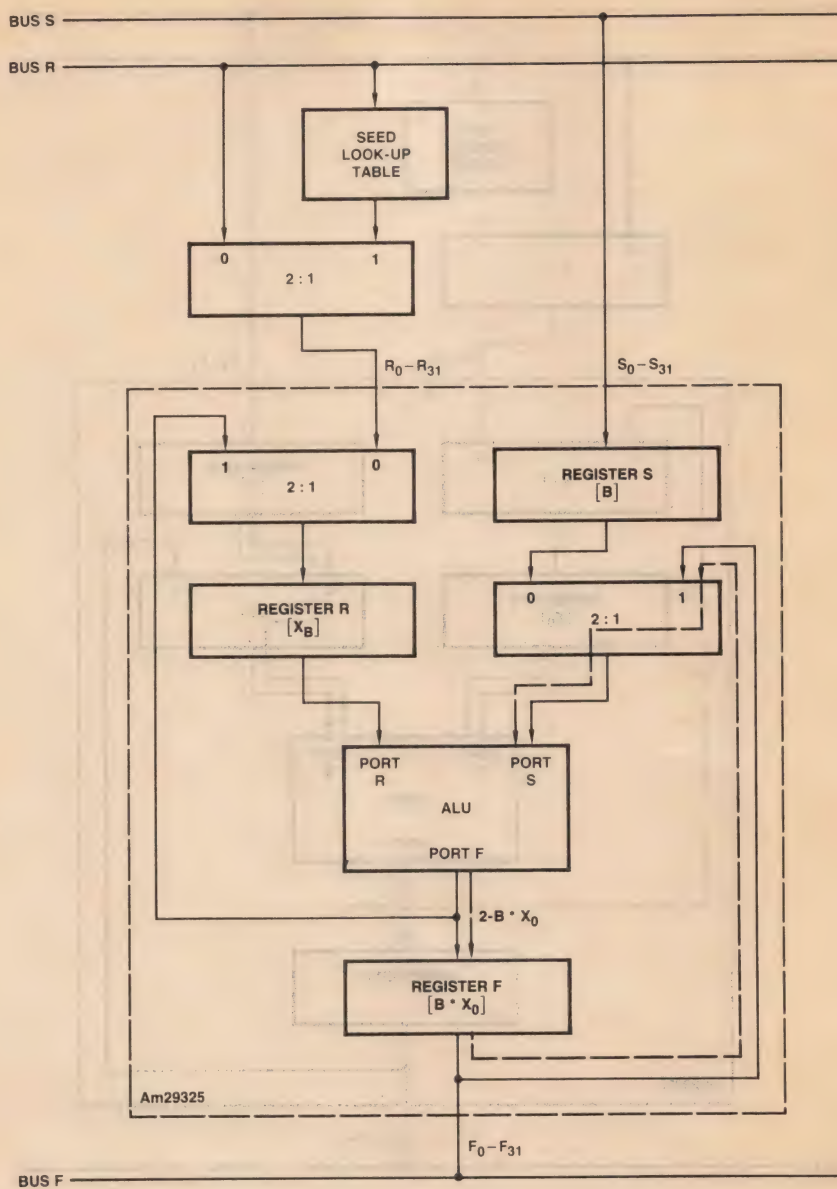 BUS S
BUS R
SEED
LOOK-UP
TABLE
0 1
2 : 1
R0–R31
S0–S31
1 0
2 : 1
REGISTER S
[B]
0 1
2 : 1
REGISTER R
[XB]
PORT
R
PORT
S
ALU
PORT F
2-B * X0
REGISTER F
[B * X0]
Am29325
F0–F31
BUS F